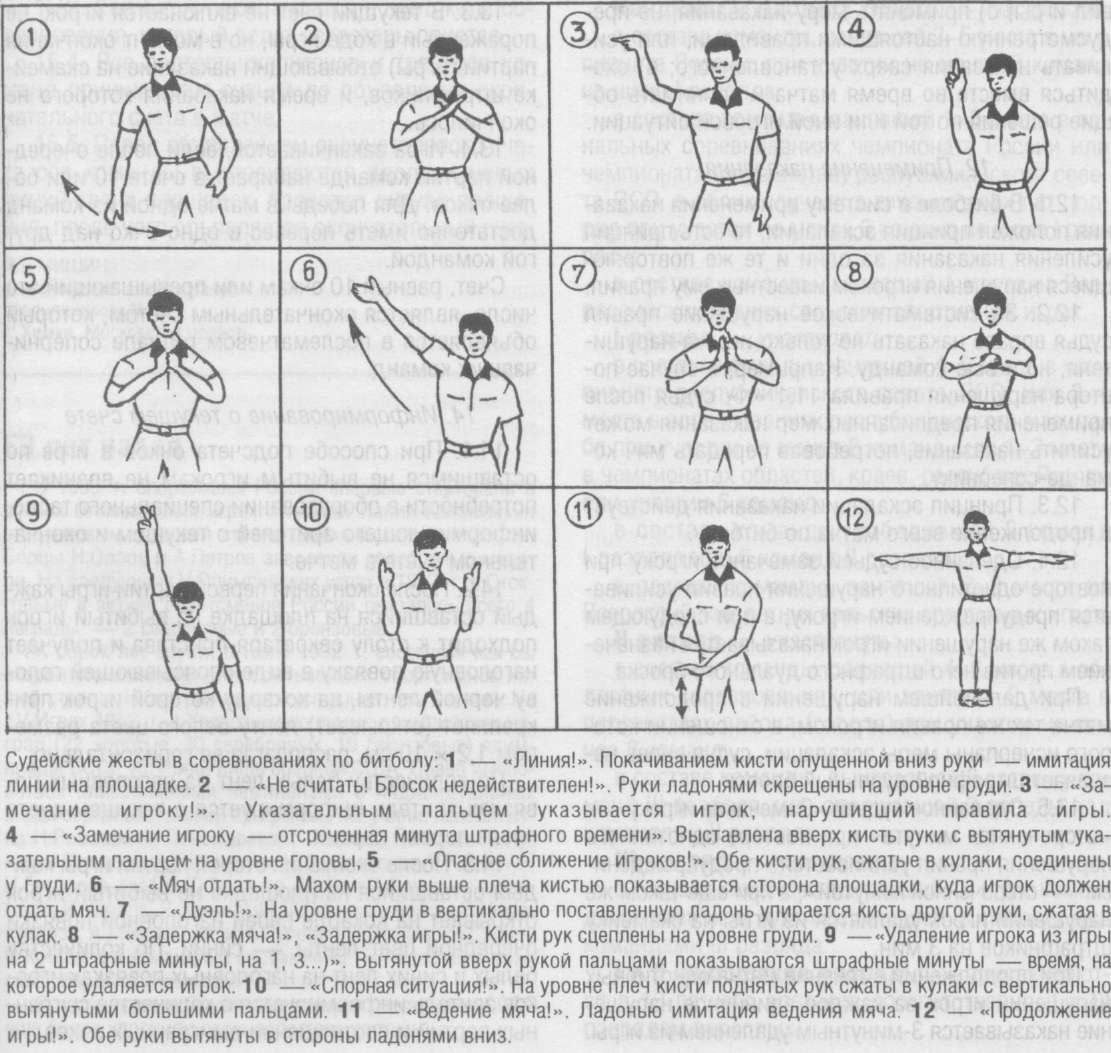 1
2
3
4
5
6
7
8
9
10
11
12
Судейские жесты в соревнованиях по битболу: 1 — «Линия!». Покачиванием кисти опущенной вниз руки — имитация
линии на площадке. 2 — «Не считать! Бросок недействителен!». Руки ладонями скрещены на уровне груди. 3 — «За-
мечание игроку!». Указательным пальцем указывается игрок, нарушивший правила игры.
4 — «Замечание игроку — отсроченная минута штрафного времени». Выдвлавлена вверх кисть руки с вытянутым ука-
зательным пальцем на уровне головы, 5 — «Опасное сближение игроков!». Обе кисти рук, сжатые в кулаки, соединены
у груди. 6 — «Мяч отдать!». Махом руки выше плеча кистью показывается сторона площадки, куда игрок должен
отдать мяч. 7 — «Дуэль!». На уровне груди в вертикально поставленную ладонь упирается кисть другой руки, сжатая в
кулак. 8 — «Задержка мяча!», «Задержка игры!». Кисти рук сцеплены на уровне груди. 9 — «Удаление игрока из игры
на 2 штрафные минуты, на 1, 3...)». Вытянутой вверх рукой пальцами показываются штрафные минуты — время, на
которое удаляется игрок. 10 — «Спорная ситуация!». На уровне плеч кисти поднятых рук сжаты в кулаки с вертикально
вытянутыми большими пальцами. 11 — «Ведение мяча!». Ладонью имитация ведения мяча. 12 — «Продолжение
игры!». Обе руки вытянуты в стороны ладонями вниз.